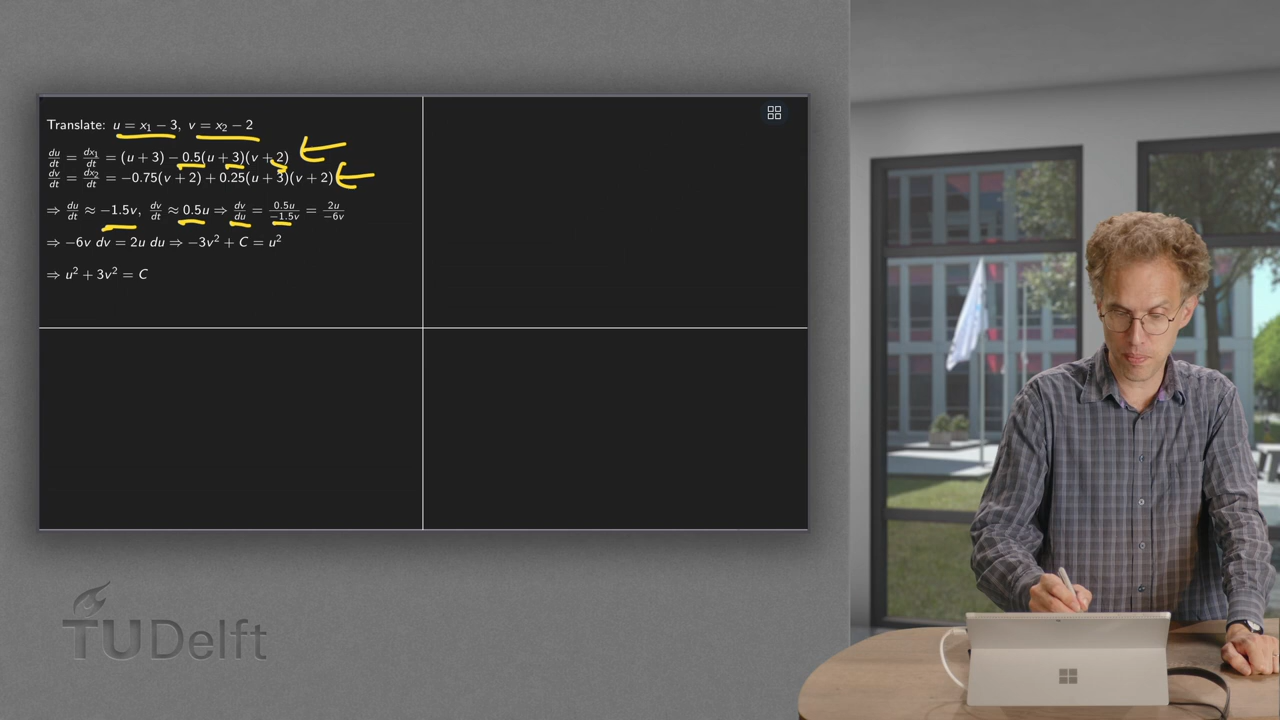 Translate: u = x₁ − 3, v = x₂ − 2
du/dt = dx₁/dt = (u + 3) − 0.5(u + 3)(v + 2)
dv/dt = dx₂/dt = −0.75(v + 2) + 0.25(u + 3)(v + 2)
⇒ du/dt ≈ −1.5v, dv/dt ≈ 0.5u ⇒ dv/du = 0.5u/−1.5v = 2u/−6v
⇒ −6v dv = 2u du ⇒ −3v² + C = u²
⇒ u² + 3v² = C
TUDelft